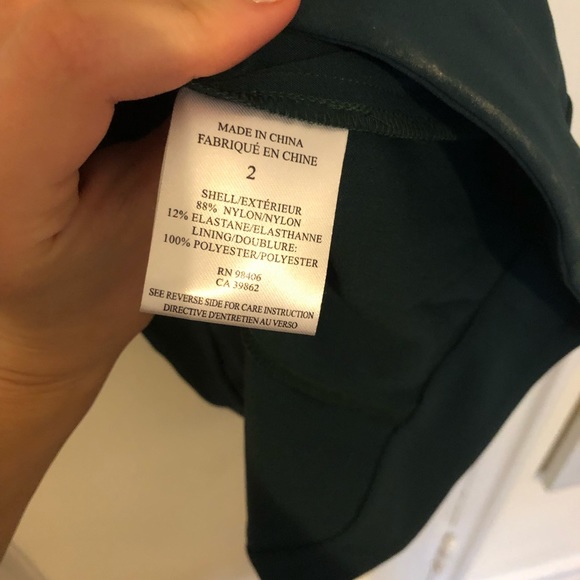 MADE IN CHINA
FABRIQUÉ EN CHINE
2
SHELL/EXTÉRIEUR
88% NYLON/NYLON
12% ELASTANE/ELASTHANNE
LINING/DOUBLURE:
100% POLYESTER/POLYESTER
RN 98406
CA 39862
SEE REVERSE SIDE FOR CARE INSTRUCTION
DIRECTIVE D'ENTRETIEN AU VERSO